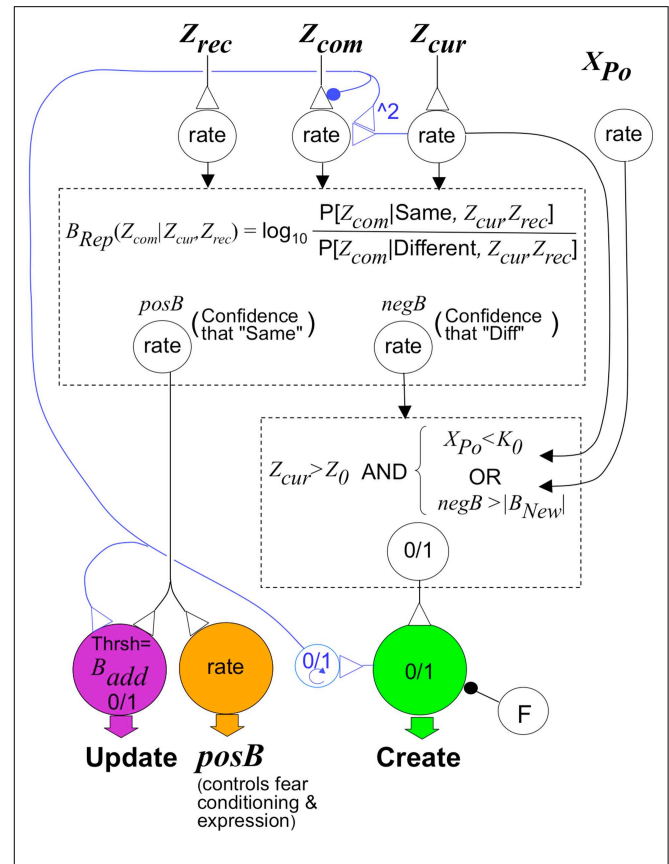 Z_rec Z_com Z_cur
X_Po
^2
rate rate rate rate
B_Rep(Z_com|Z_cur,Z_rec) = log10 P[Z_com|Same, Z_cur,Z_rec]
P[Z_com|Different, Z_cur,Z_rec]
posB (Confidence that "Same") negB (Confidence that "Diff")
rate rate
X_Po<K_0
Z_cur>Z_0 AND { OR
negB >|B_New|
0/1
Thrsh=
B_add
0/1
rate
0/1
0/1
F
Update posB Create
(controls fear
conditioning &
expression)